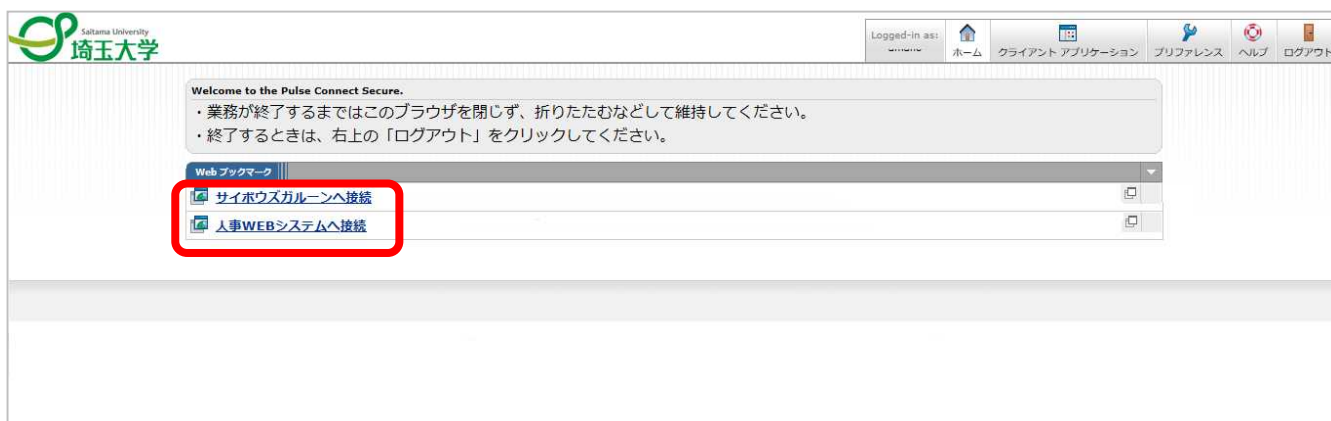 Saitama University
埼玉大学
Logged-in as:
ホーム
クライアント アプリケーション
プリファレンス
ヘルプ
ログアウト
Welcome to the Pulse Connect Secure.
・業務が終了するまではこのブラウザを閉じず、折りたたむなどして維持してください。
・終了するときは、右上の「ログアウト」をクリックしてください。
Web ブックマーク
サイボウズガルーンへ接続
人事WEBシステムへ接続